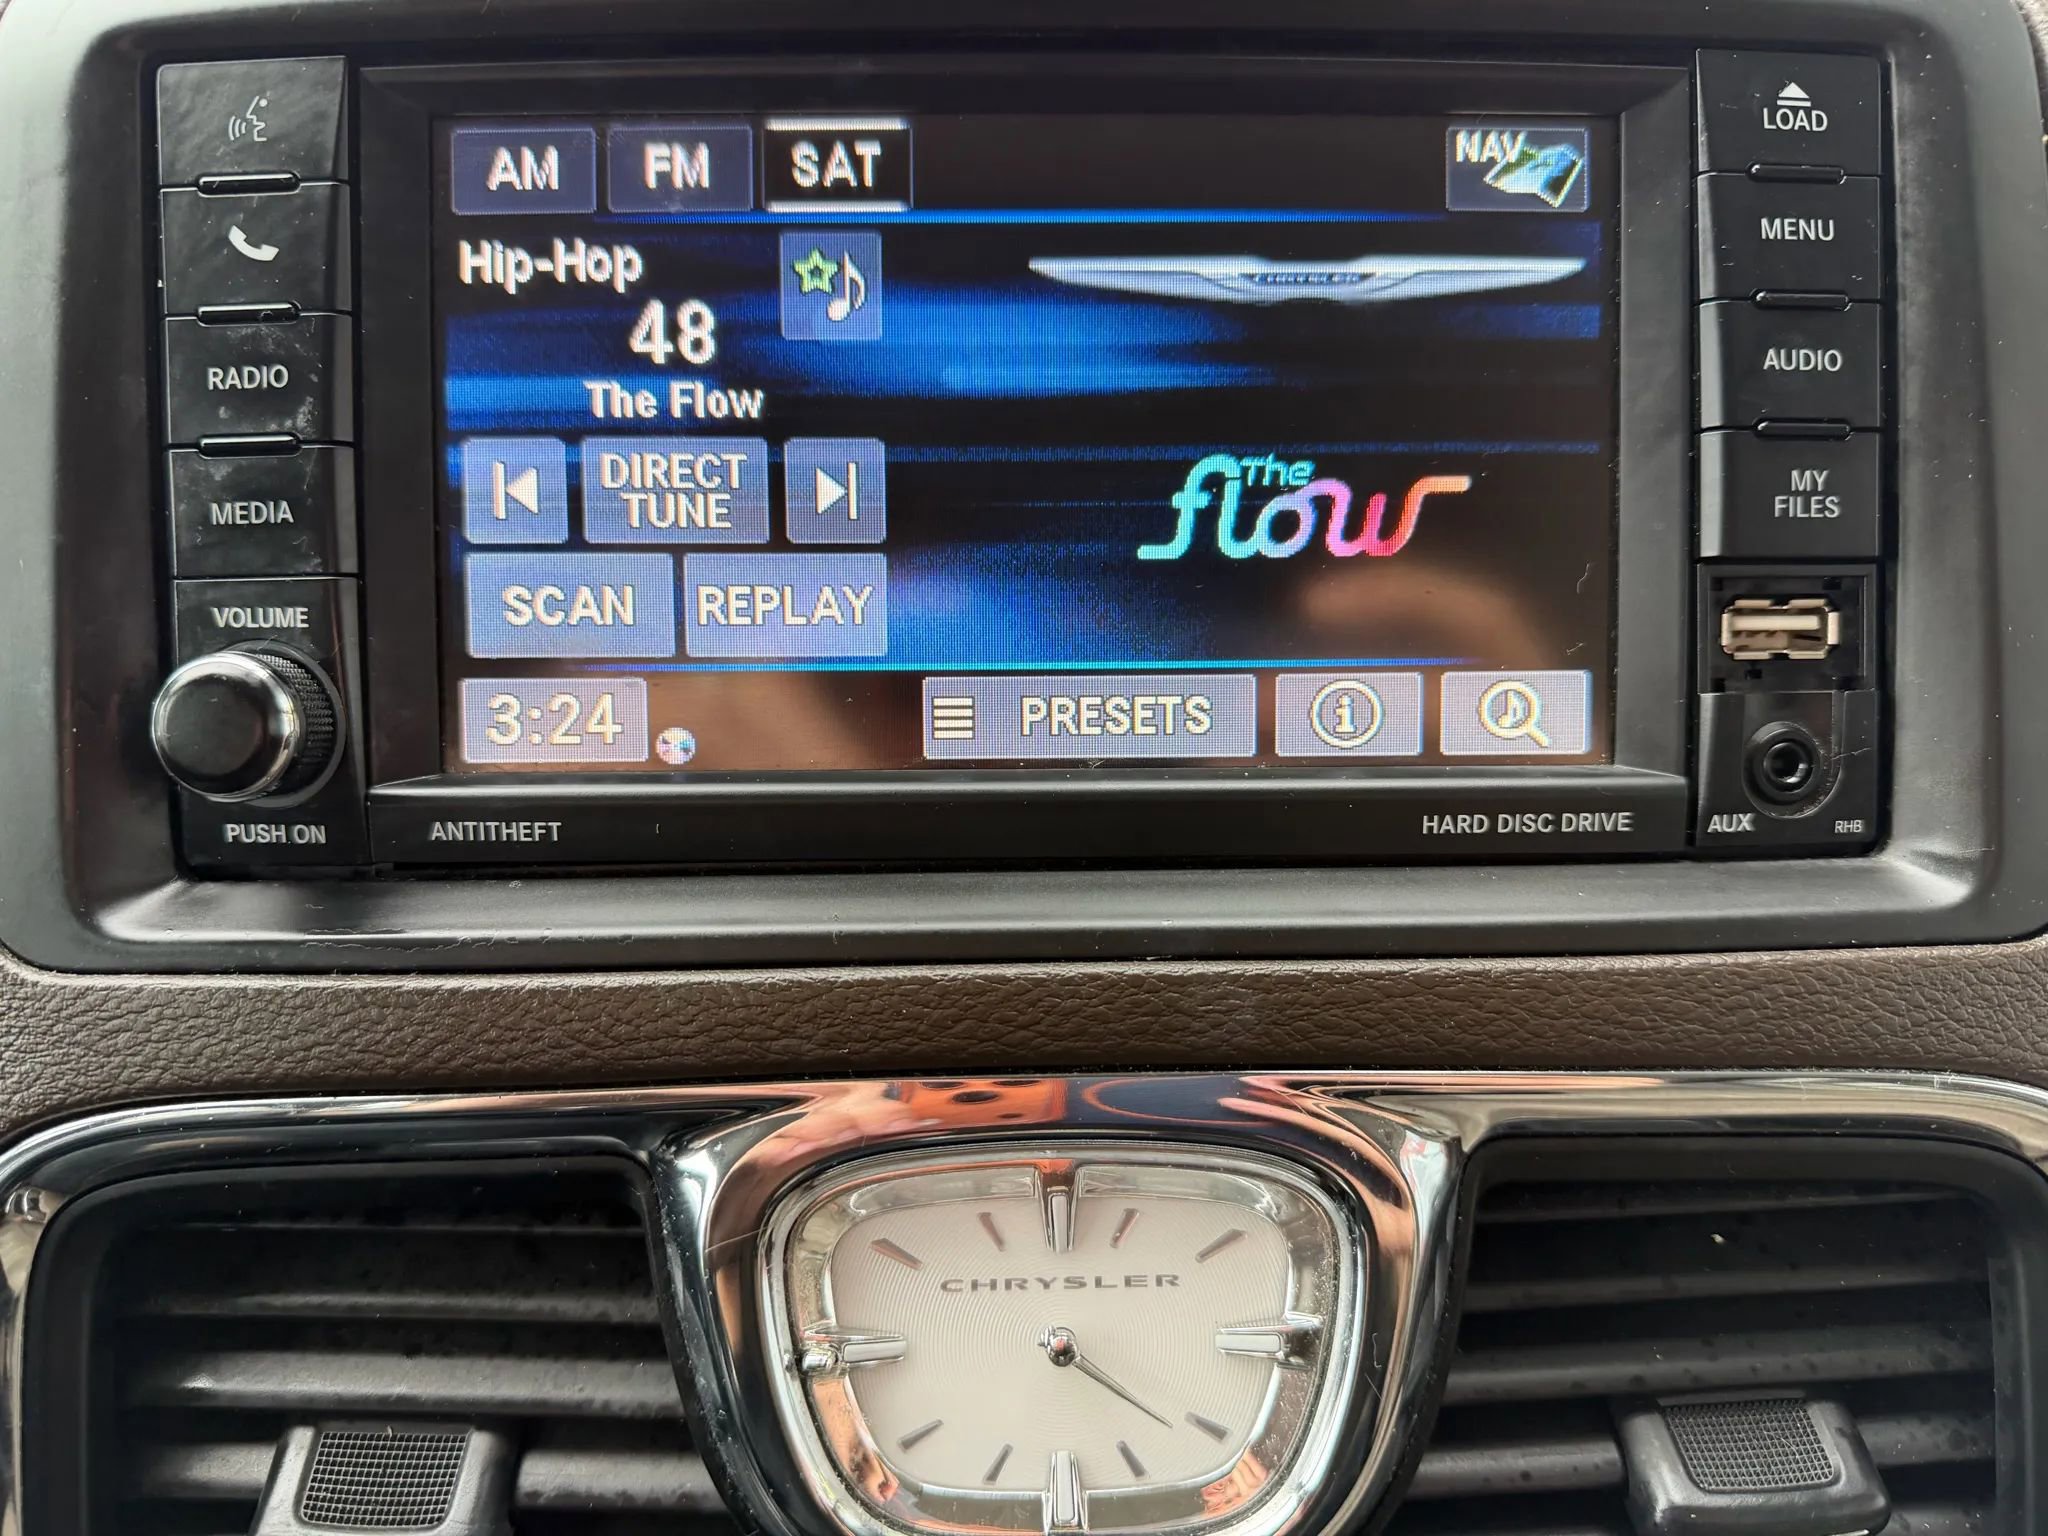 AM
FM
SAT
NAV
Hip-Hop
48
The Flow
DIRECT
TUNE
SCAN
REPLAY
The
flow
3:24
PRESETS
RADIO
MEDIA
VOLUME
PUSH ON
ANTITHEFT
HARD DISC DRIVE
LOAD
MENU
AUDIO
MY
FILES
AUX
RHB
CHRYSLER